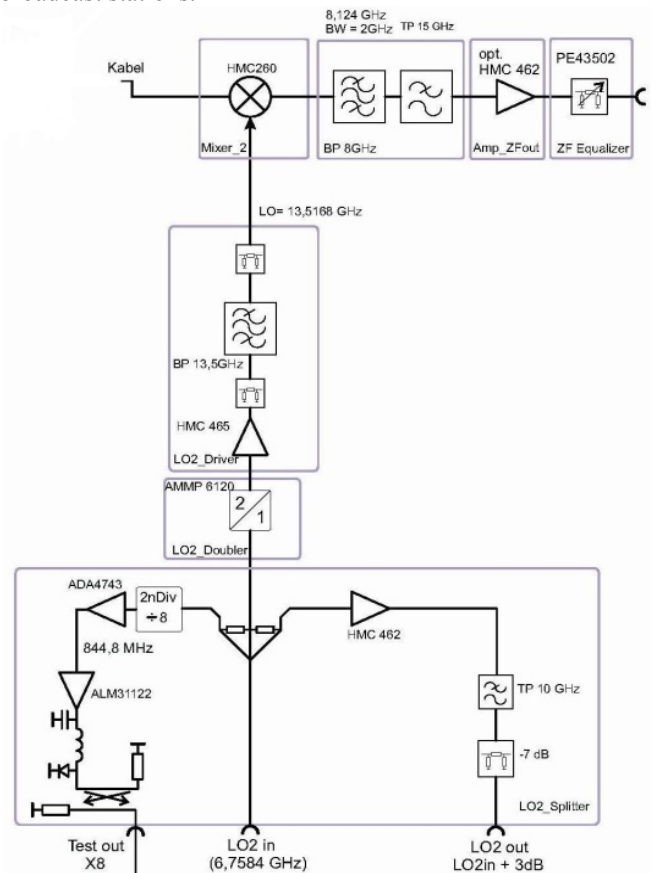 8,124 GHz
BW = 2GHz TP 15 GHz
Kabel
HMC260
opt.
HMC 462
PE43502
Mixer_2
BP 8GHz
Amp_ZFout
ZF Equalizer
LO= 13,5168 GHz
BP 13,5GHz
HMC 465
LO2_Driver
AMMP 6120
2
1
LO2_Doubler
ADA4743
2nDiv
÷8
HMC 462
844,8 MHz
ALM31122
TP 10 GHz
-7 dB
LO2_Splitter
Test out
X8
LO2 in
(6,7584 GHz)
LO2 out
LO2in + 3dB